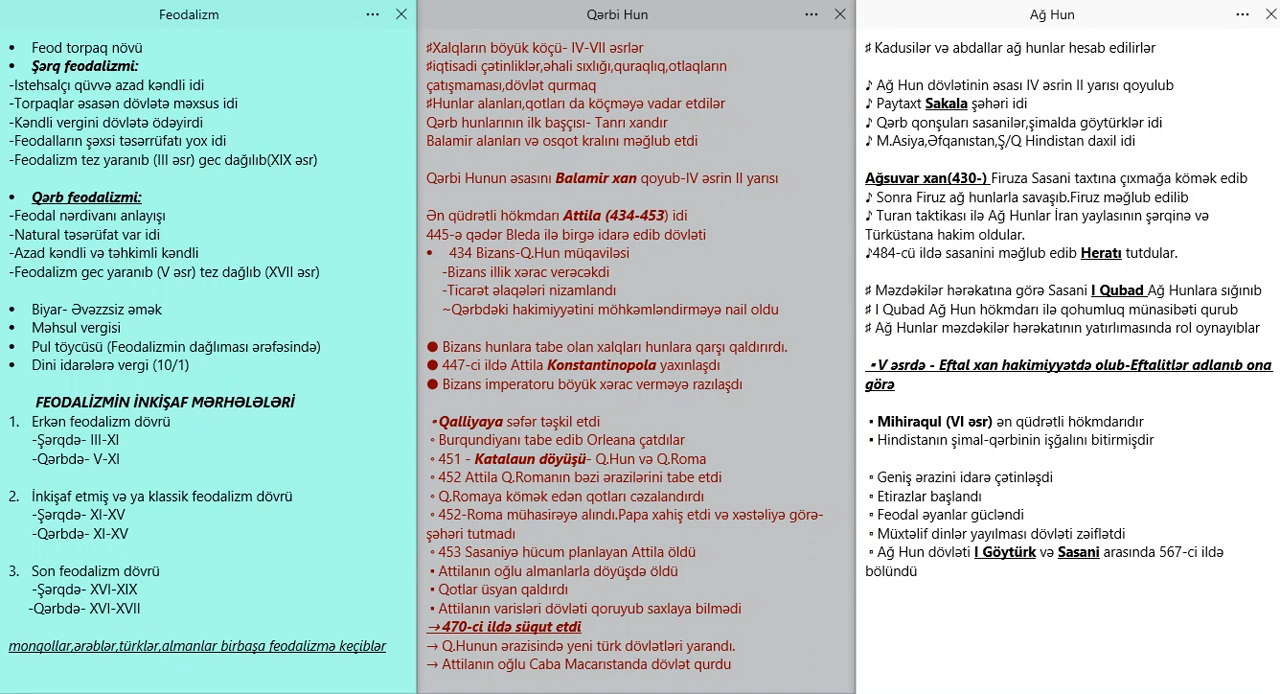 Feodalizm
• Feod torpaq növü
• Şərq feodalizmi:
-Istehsalçı qüvvə azad kəndli idi
-Torpaqlar əsasən dövlətə məxsus idi
-Kəndli vergini dövlətə ödəyirdi
-Feodalların şəxsi təsərrüfatı yox idi
-Feodalizm tez yaranıb (III əsr) gec dağılıb(XIX əsr)
• Qərb feodalizmi:
-Feodal nərdivanı anlayışı
-Natural təsərüfat var idi
-Azad kəndli və təhkimli kəndli
-Feodalizm gec yaranıb (V əsr) tez dağlıb (XVII əsr)
• Biyar- Əvəzzsiz əmək
• Məhsul vergisi
• Pul töycüsü (Feodalizmin dağlıması ərəfəsində)
• Dini idarələrə vergi (10/1)
FEODALİZMİN İNKİŞAF MƏRHƏLƏLƏRİ
1. Erkən feodalizm dövrü
-Şərqdə- III-XI
-Qərbdə- V-XI
2. İnkişaf etmiş və ya klassik feodalizm dövrü
-Şərqdə- XI-XV
-Qərbdə- XI-XV
3. Son feodalizm dövrü
-Şərqdə- XVI-XIX
-Qərbdə- XVI-XVII
monqollar,ərəblər,türklər,almanlar birbaşa feodalizmə keçiblər
Qərbi Hun
♯Xalqların böyük köçü- IV-VII əsrlər
♯iqtisadi çətinliklər,əhali sıxlığı,quraqlıq,otlaqların
çatışmaması,dövlət qurmaq
♯Hunlar alanları,qotları da köçməyə vadar etdilər
Qərb hunlarının ilk başçısı- Tanrı xandır
Balamir alanları və osqot kralını məğlub etdi
Qərbi Hunun əsasını Balamir xan qoyub-IV əsrin II yarısı
Ən qüdrətli hökmdarı Attila (434-453) idi
445-ə qədər Bleda ilə birgə idarə edib dövləti
• 434 Bizans-Q.Hun müqaviləsi
-Bizans illik xərac verəcəkdi
-Ticarət əlaqələri nizamlandı
~Qərbdəki hakimiyyətini möhkəmləndirməyə nail oldu
● Bizans hunlara tabe olan xalqları hunlara qarşı qaldırırdı.
● 447-ci ildə Attila Konstantinopola yaxınlaşdı
● Bizans imperatoru böyük xərac verməyə razılaşdı
▪Qalliyaya səfər təşkil etdi
◦ Burqundiyanı tabe edib Orleana çatdılar
◦ 451 - Katalaun döyüşü- Q.Hun və Q.Roma
◦ 452 Attila Q.Romanın bəzi ərazilərini tabe etdi
◦ Q.Romaya kömək edən qotları cəzalandırdı
◦ 452-Roma mühasirəyə alındı.Papa xahiş etdi və xəstəliyə görə-
şəhəri tutmadı
◦ 453 Sasaniyə hücum planlayan Attila öldü
▪ Attilanın oğlu almanlarla döyüşdə öldü
▪ Qotlar üsyan qaldırdı
▪ Attilanın varisləri dövləti qoruyub saxlaya bilmədi
→470-ci ildə süqut etdi
→ Q.Hunun ərazisində yeni türk dövlətləri yarandı.
→ Attilanın oğlu Caba Macarıstanda dövlət qurdu
Ağ Hun
♯ Kadusilər və abdallar ağ hunlar hesab edilirlər
♪ Ağ Hun dövlətinin əsası IV əsrin II yarısı qoyulub
♪ Paytaxt Sakala şəhəri idi
♪ Qərb qonşuları sasanilər,şimalda göytürklər idi
♪ M.Asiya,Əfqanıstan,Ş/Q Hindistan daxil idi
Ağsuvar xan(430-) Firuza Sasani taxtına çıxmağa kömək edib
♪ Sonra Firuz ağ hunlarla savaşıb.Firuz məğlub edilib
♪ Turan taktikası ilə Ağ Hunlar İran yaylasının şərqinə və
Türküstana hakim oldular.
♪484-cü ildə sasanini məğlub edib Heratı tutdular.
♯ Məzdəkilər hərəkatına görə Sasani I Qubad Ağ Hunlara sığınıb
♯ I Qubad Ağ Hun hökmdarı ilə qohumluq münasibəti qurub
♯ Ağ Hunlar məzdəkilər hərəkatının yatırlımasında rol oynayıblar
▪V əsrdə - Eftal xan hakimiyyətdə olub-Eftalitlər adlanıb ona
görə
▪ Mihiraqul (VI əsr) ən qüdrətli hökmdarıdır
▪ Hindistanın şimal-qərbinin işğalını bitirmişdir
▫ Geniş ərazini idarə çətinləşdi
▫ Etirazlar başlandı
▫ Feodal əyanlar gücləndi
▫ Müxtəlif dinlər yayılması dövləti zəiflətdi
▫ Ağ Hun dövləti I Göytürk və Sasani arasında 567-ci ildə
bölündü